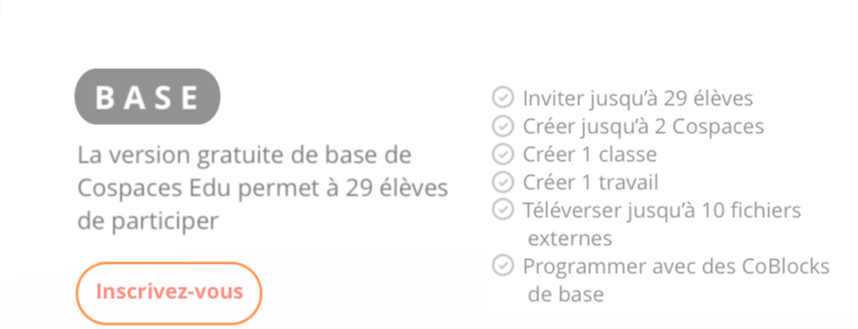 BASE
La version gratuite de base de
Cospaces Edu permet à 29 élèves
de participer
Inscrivez-vous
Inviter jusqu'à 29 élèves
Créer jusqu'à 2 Cospaces
Créer 1 classe
Créer 1 travail
Téléverser jusqu'à 10 fichiers
externes
Programmer avec des CoBlocks
de base